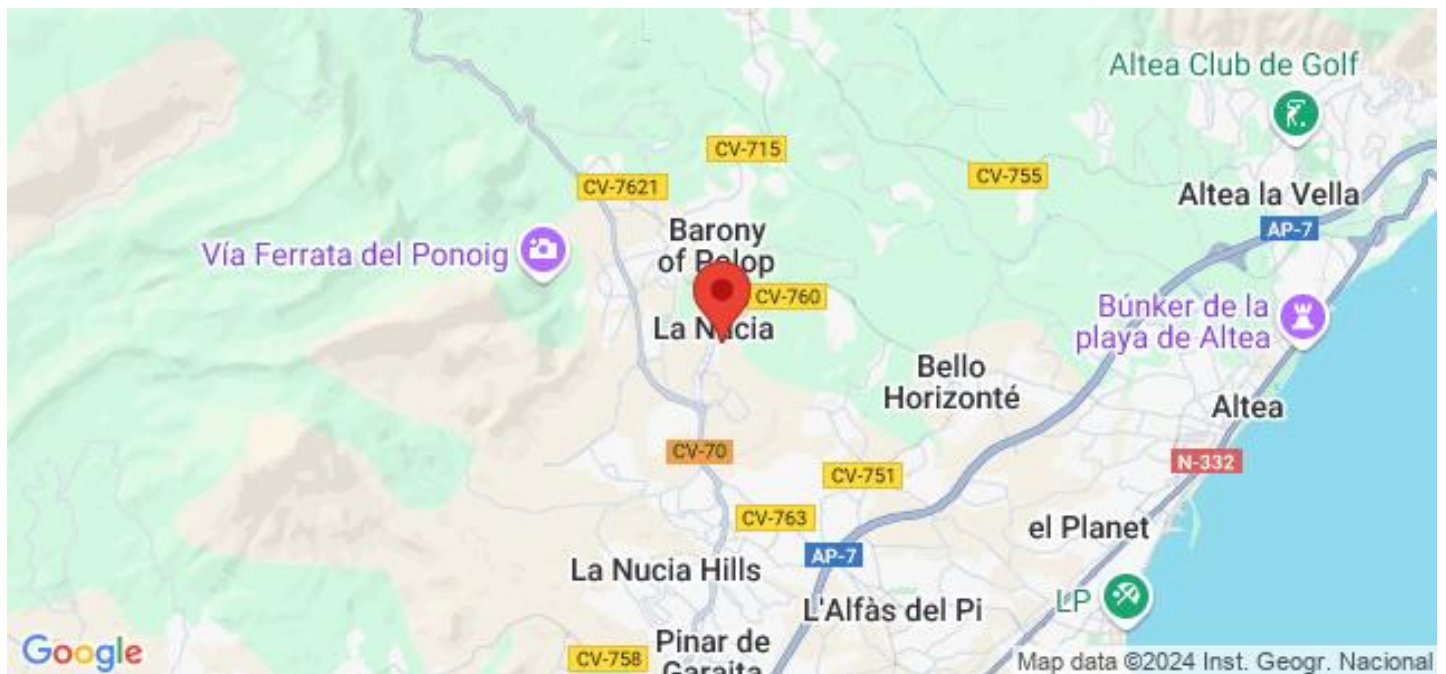 Altea Club de Golf
CV-715
CV-755
CV-7621
Altea la Vella
AP-7
Barony
of Polop
Vía Ferrata del Ponoig
CV-760
Búnker de la
playa de Altea
La Nucia
Bello
Horizonté
Altea
CV-70
N-332
CV-751
CV-763
el Planet
AP-7
La Nucia Hills
L'Alfàs del Pi
LP
Pinar de
Garaita
CV-758
Google
Map data ©2024 Inst. Geogr. Nacional